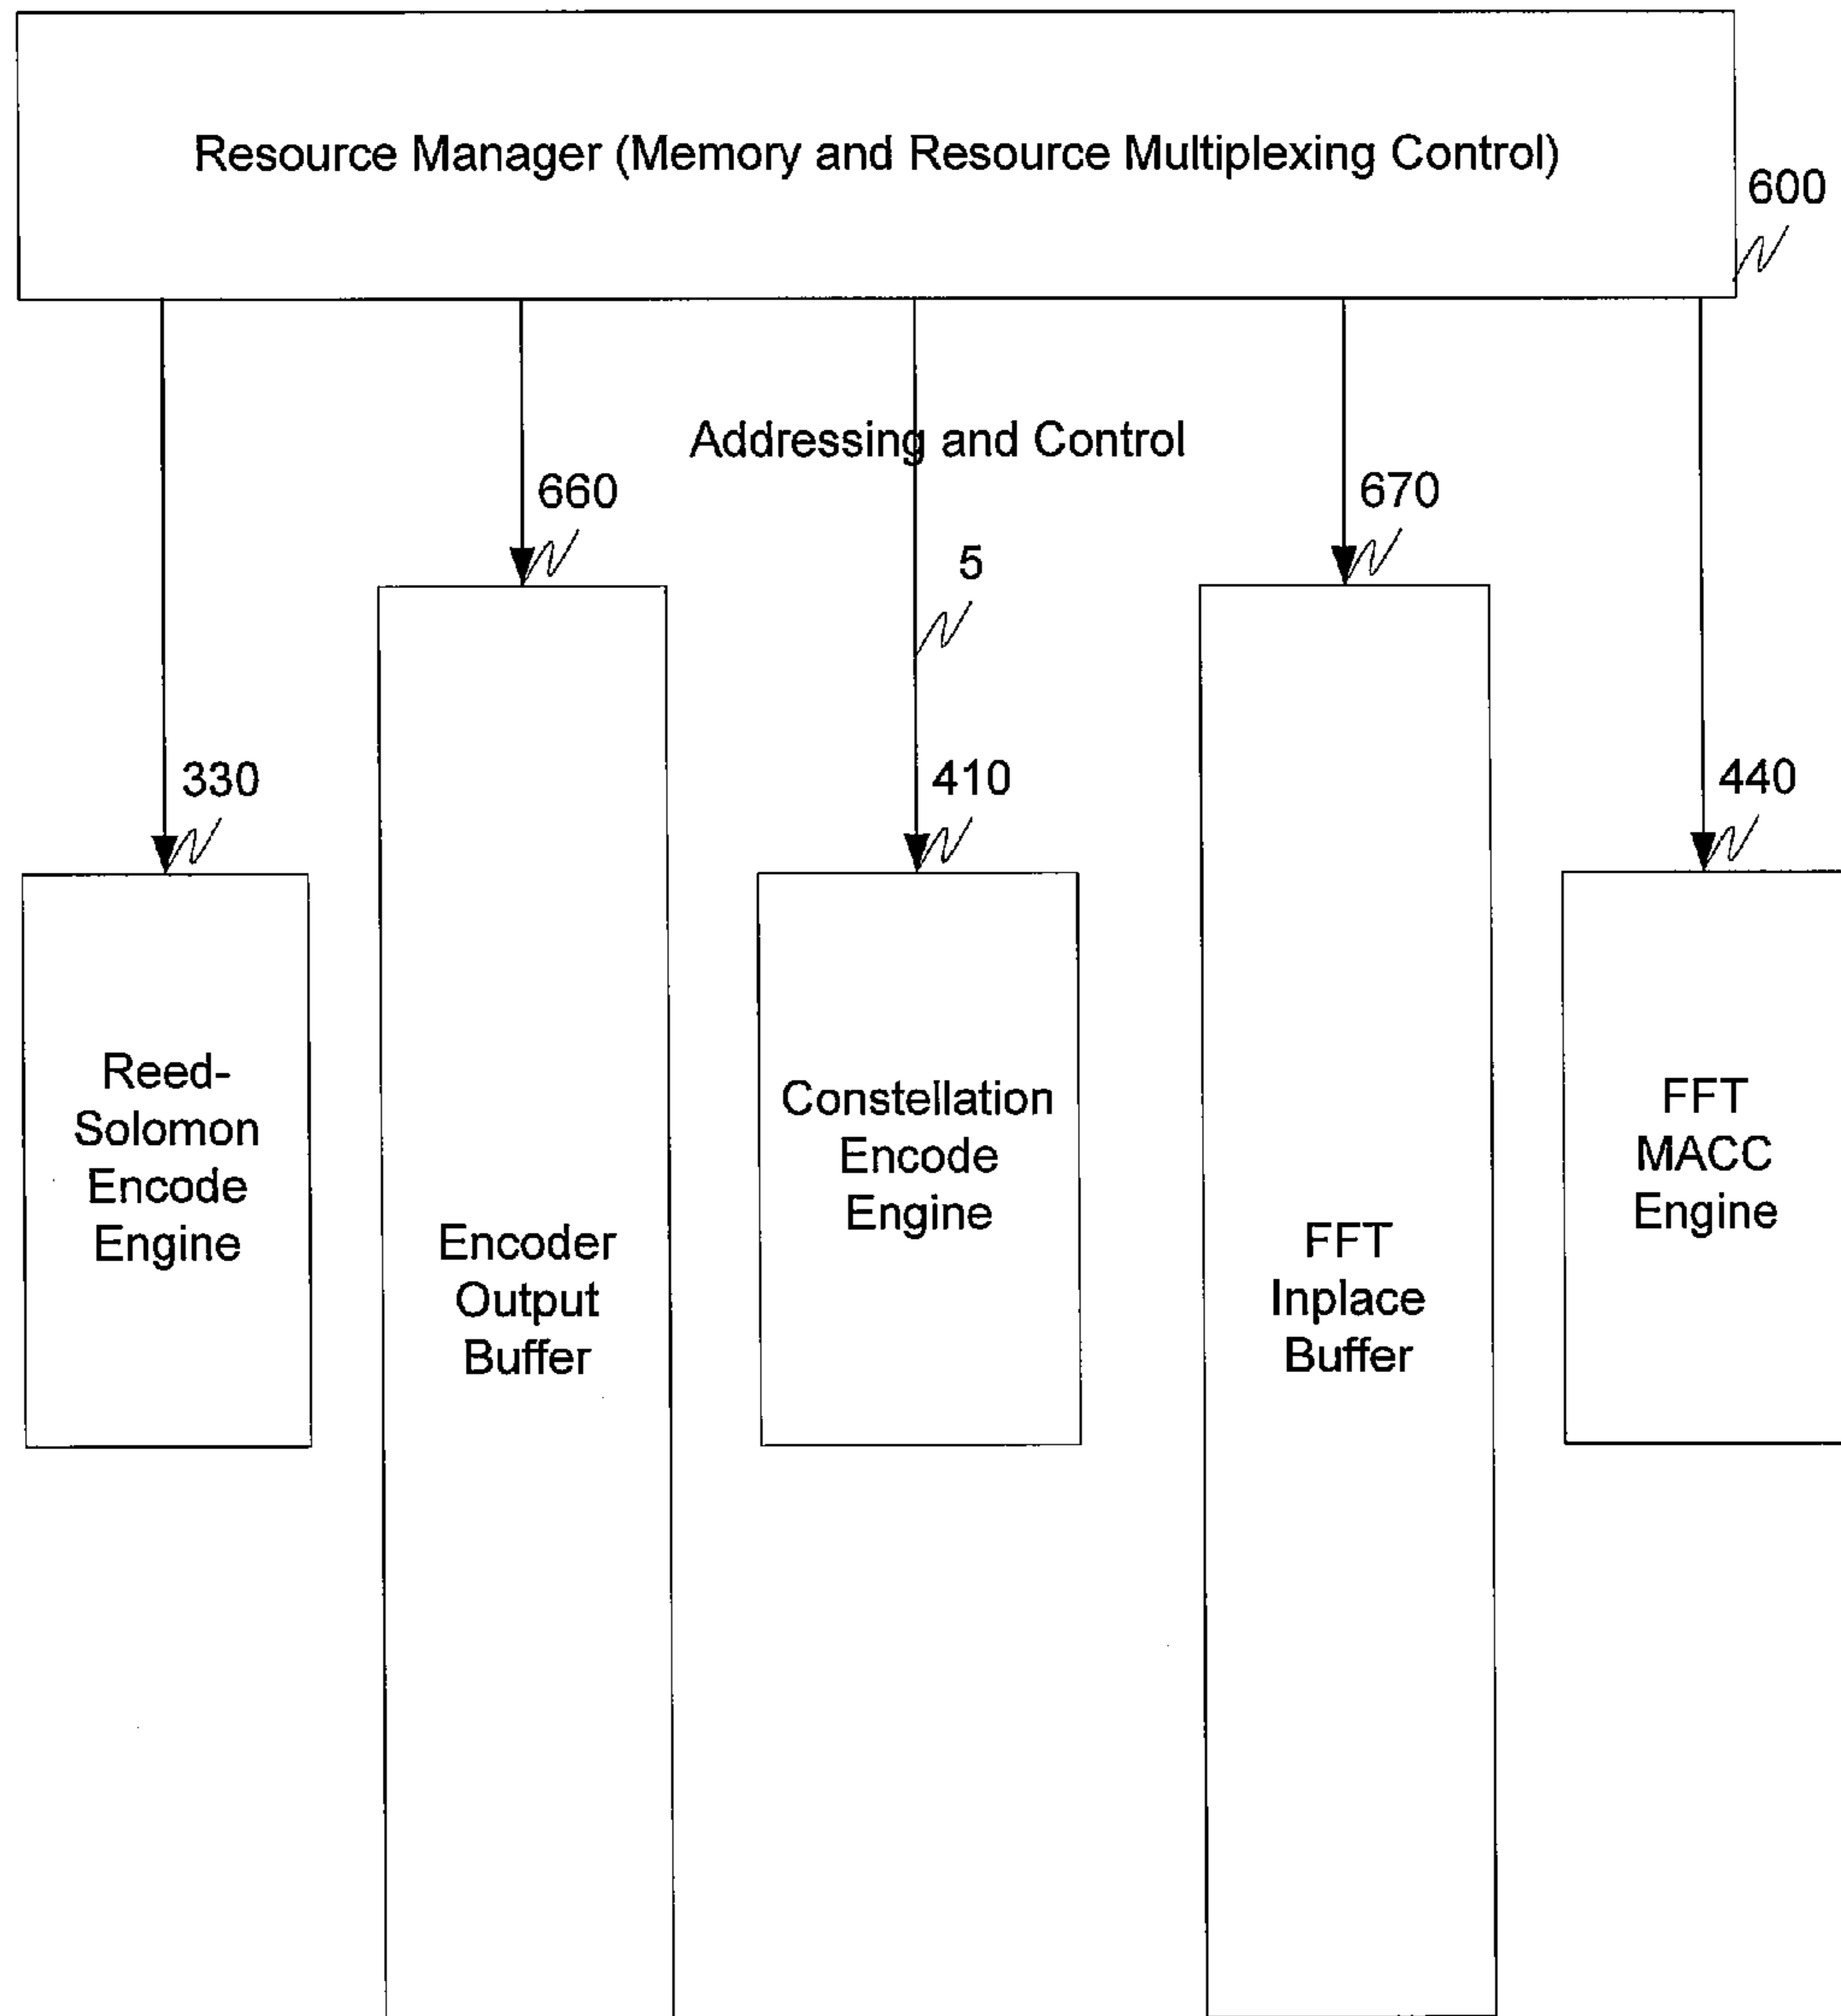 Resource Manager (Memory and Resource Multiplexing Control)
600
Addressing and Control
660
670
5
330
410
440
Reed-
Solomon
Encode
Engine
Encoder
Output
Buffer
Constellation
Encode
Engine
FFT
Inplace
Buffer
FFT
MACC
Engine